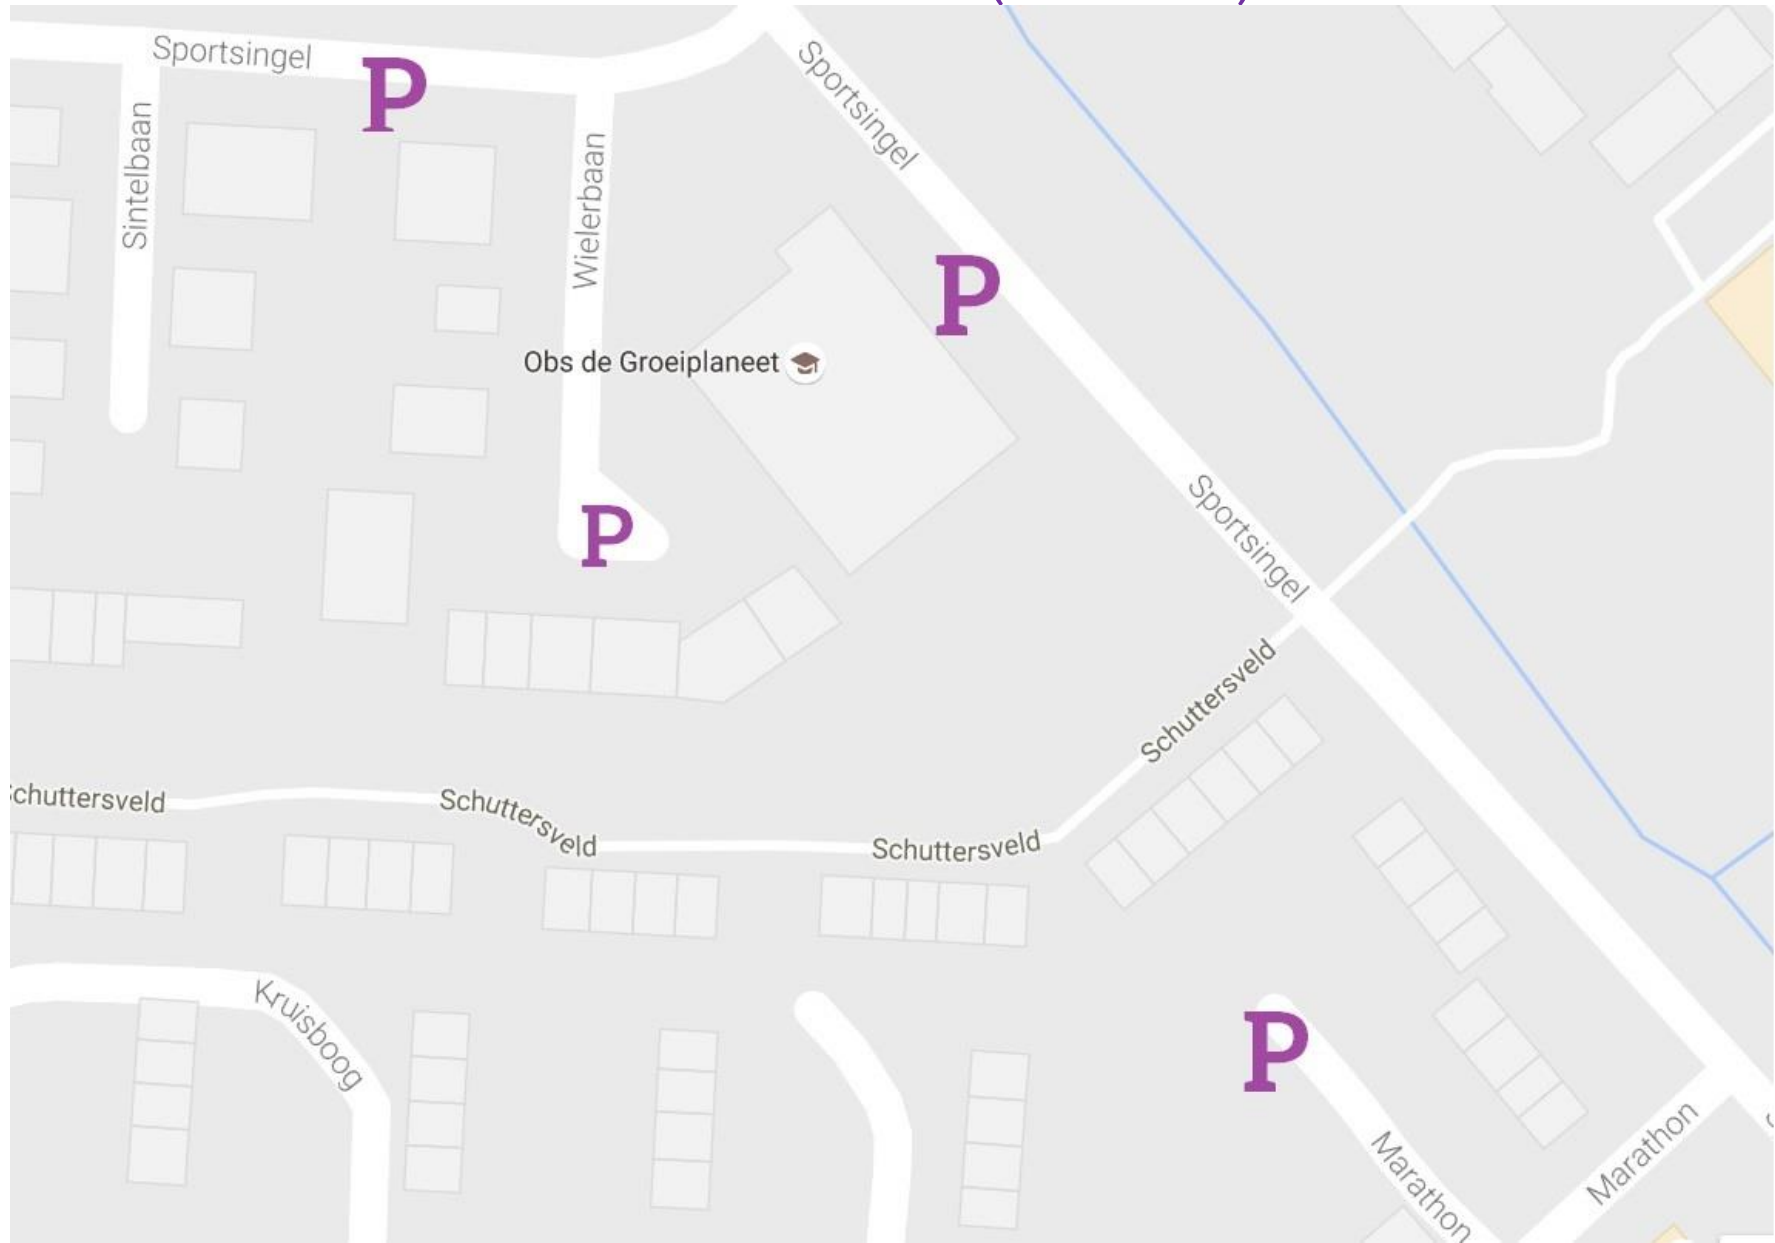 Sportsingel
P
Sportsingel
Sintelbaan
Wielerbaan
P
Obs de Groeiplaneet
Sportsingel
P
Schuttersveld
chuttersveld
Schuttersveld
Schuttersveld
Kruisboog
P
Marathon
Marathon